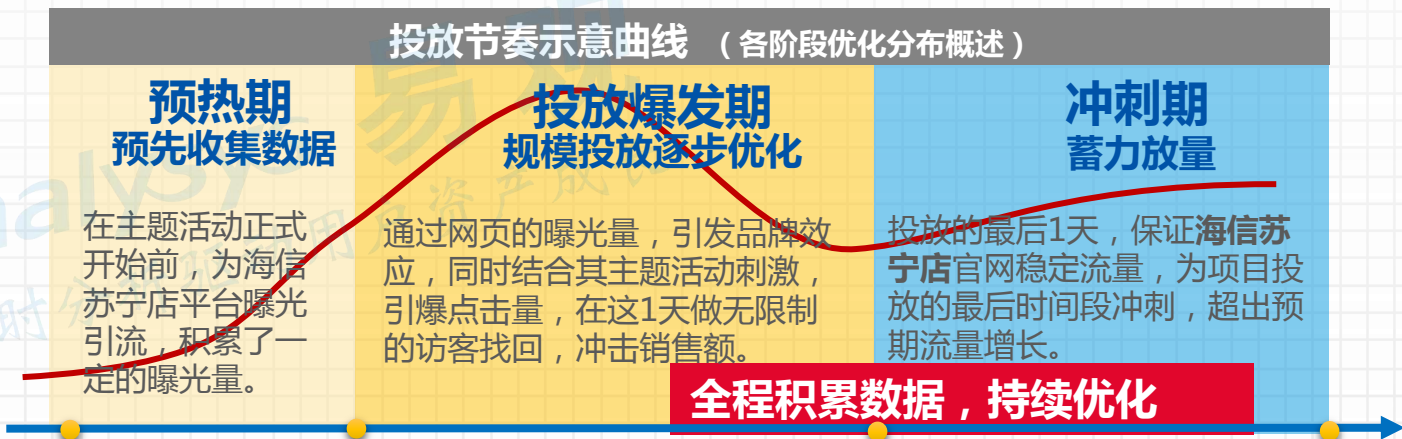 投放节奏示意曲线 （各阶段优化分布概述）
预热期
预先收集数据
在主题活动正式
开始前，为海信
苏宁店平台曝光
引流，积累了一
定的曝光量。
投放爆发期
规模投放逐步优化
通过网页的曝光量，引发品牌效
应，同时结合其主题活动刺激，
引爆点击量，在这1天做无限制
的访客找回，冲击销售额。
冲刺期
蓄力放量
投放的最后1天，保证海信苏
宁店官网稳定流量，为项目投
放的最后时间段冲刺，超出预
期流量增长。
全程积累数据，持续优化
易观
nalysys